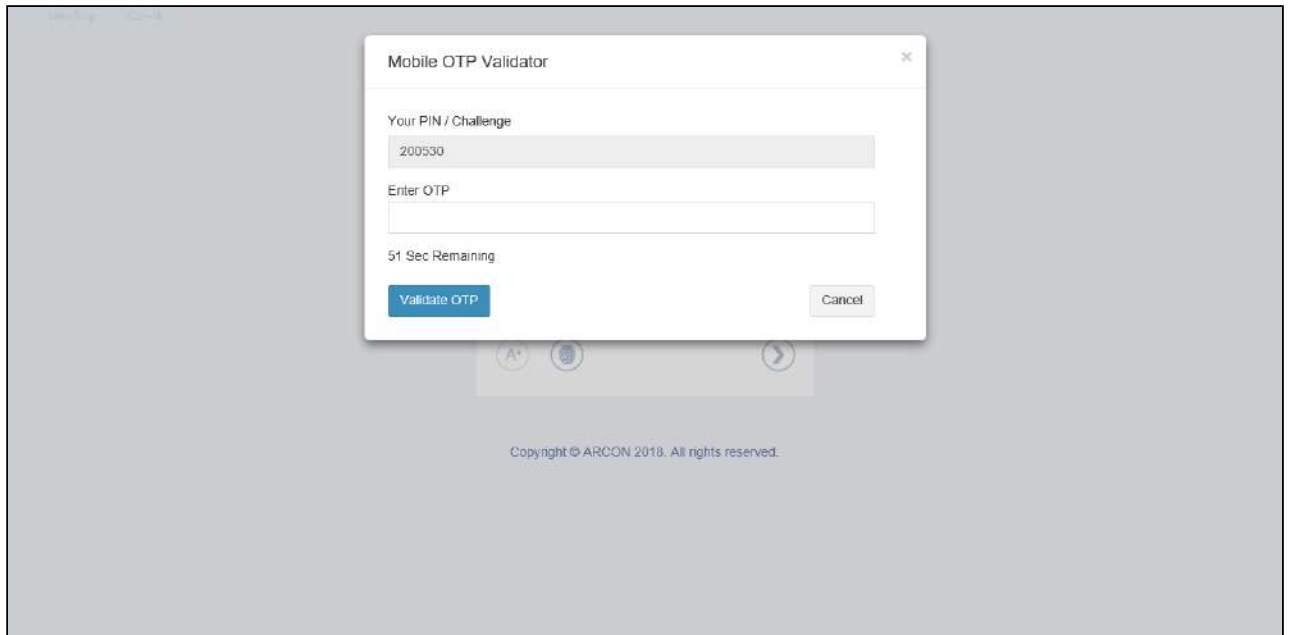 Mobile OTP Validator
×
Your PIN / Challenge
200530
Enter OTP
51 Sec Remaining
Validate OTP
Cancel
A+
Copyright © ARCON 2018. All rights reserved.